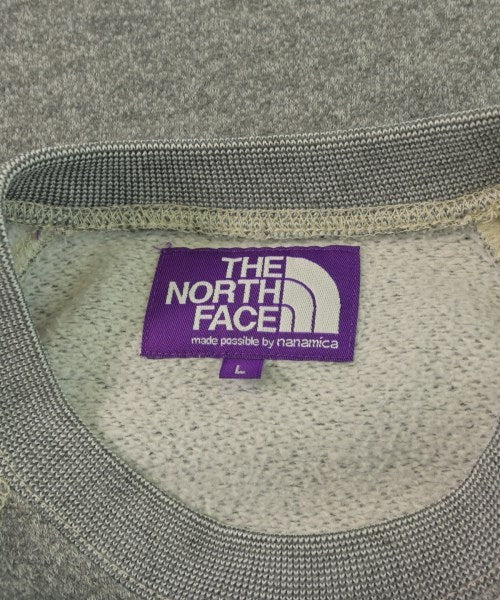 THE
NORTH
FACE
made possible by nanamica
L